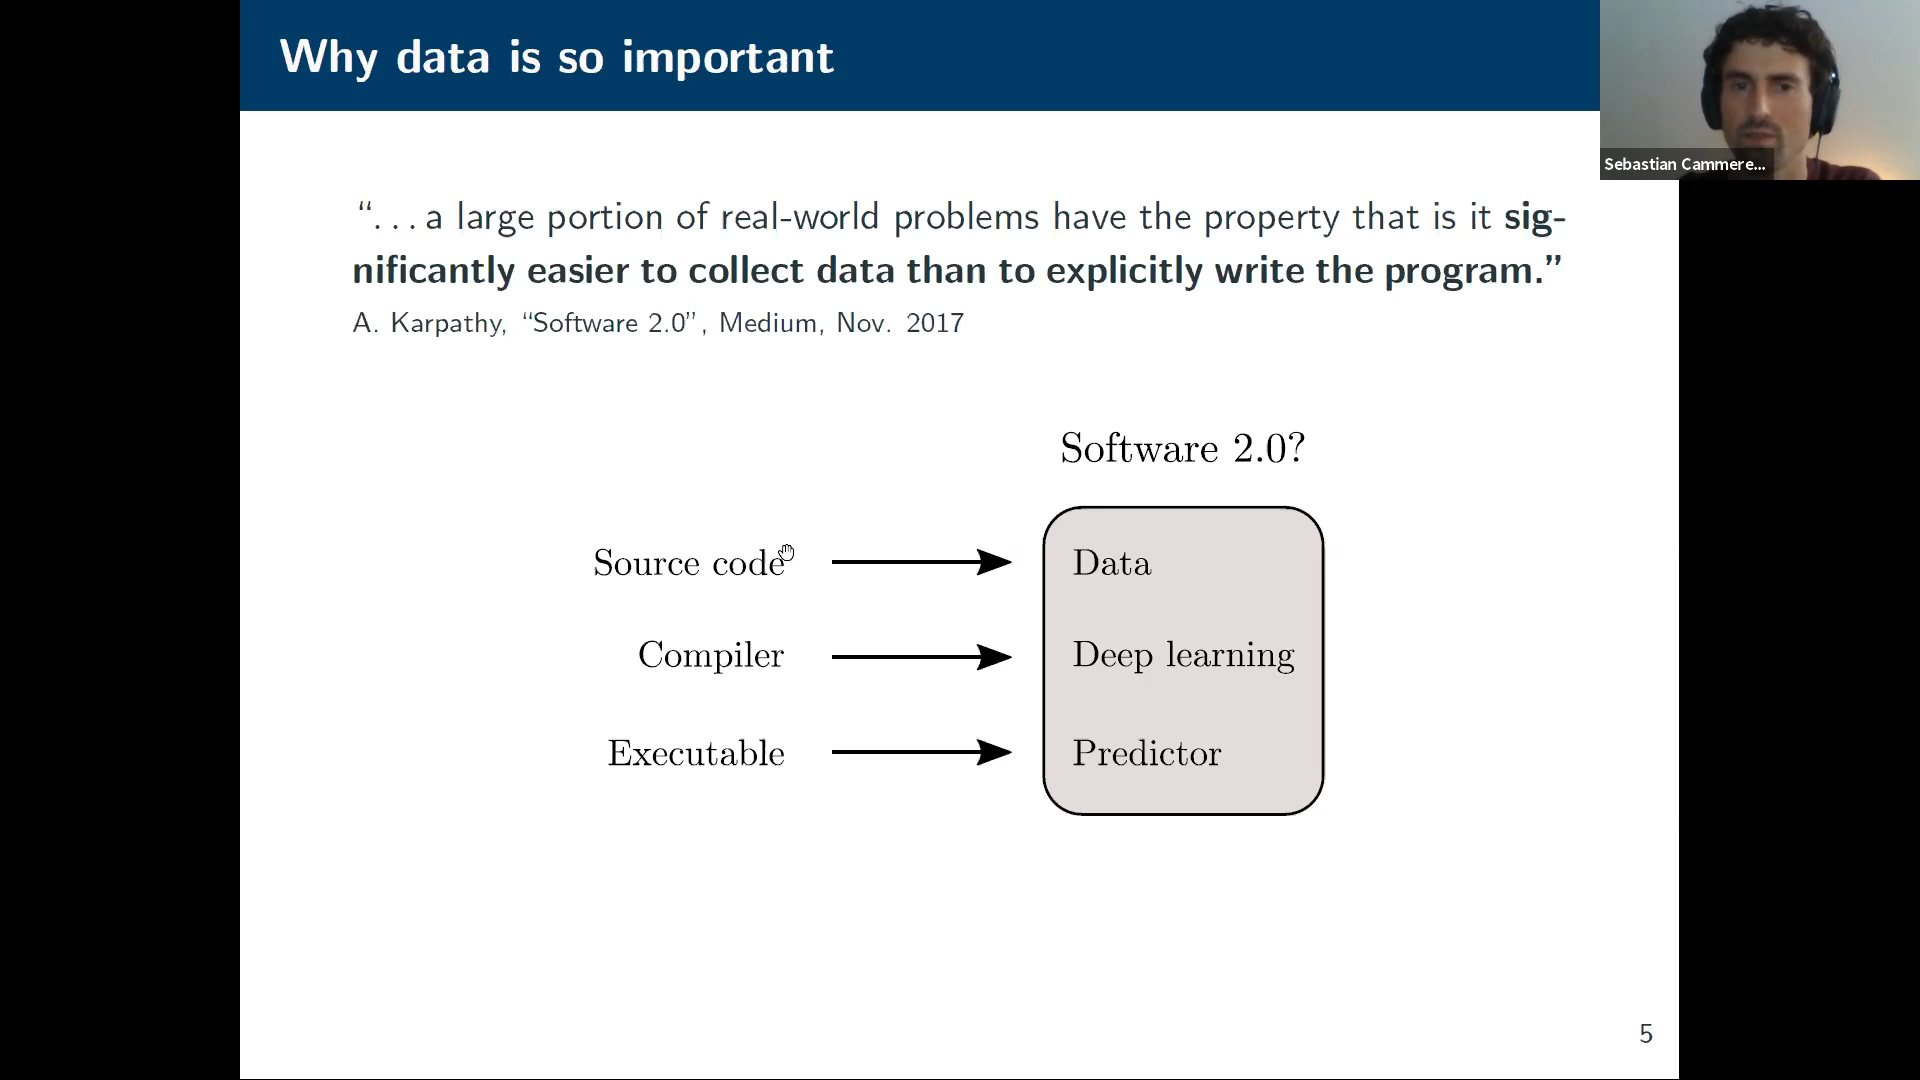 Why data is so important
Sebastian Cammere...
“...a large portion of real-world problems have the property that is it sig-
nificantly easier to collect data than to explicitly write the program.”
A. Karpathy, “Software 2.0”, Medium, Nov. 2017
Software 2.0?
Source code Data
Compiler Deep learning
Executable Predictor
5